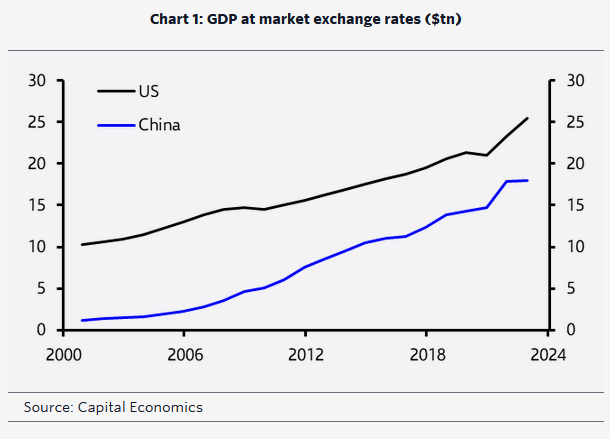 Chart 1: GDP at market exchange rates ($tn)
30 30
US
25 25
China
20 20
15 15
10 10
5 5
0 0
2000 2006 2012 2018 2024
Source: Capital Economics